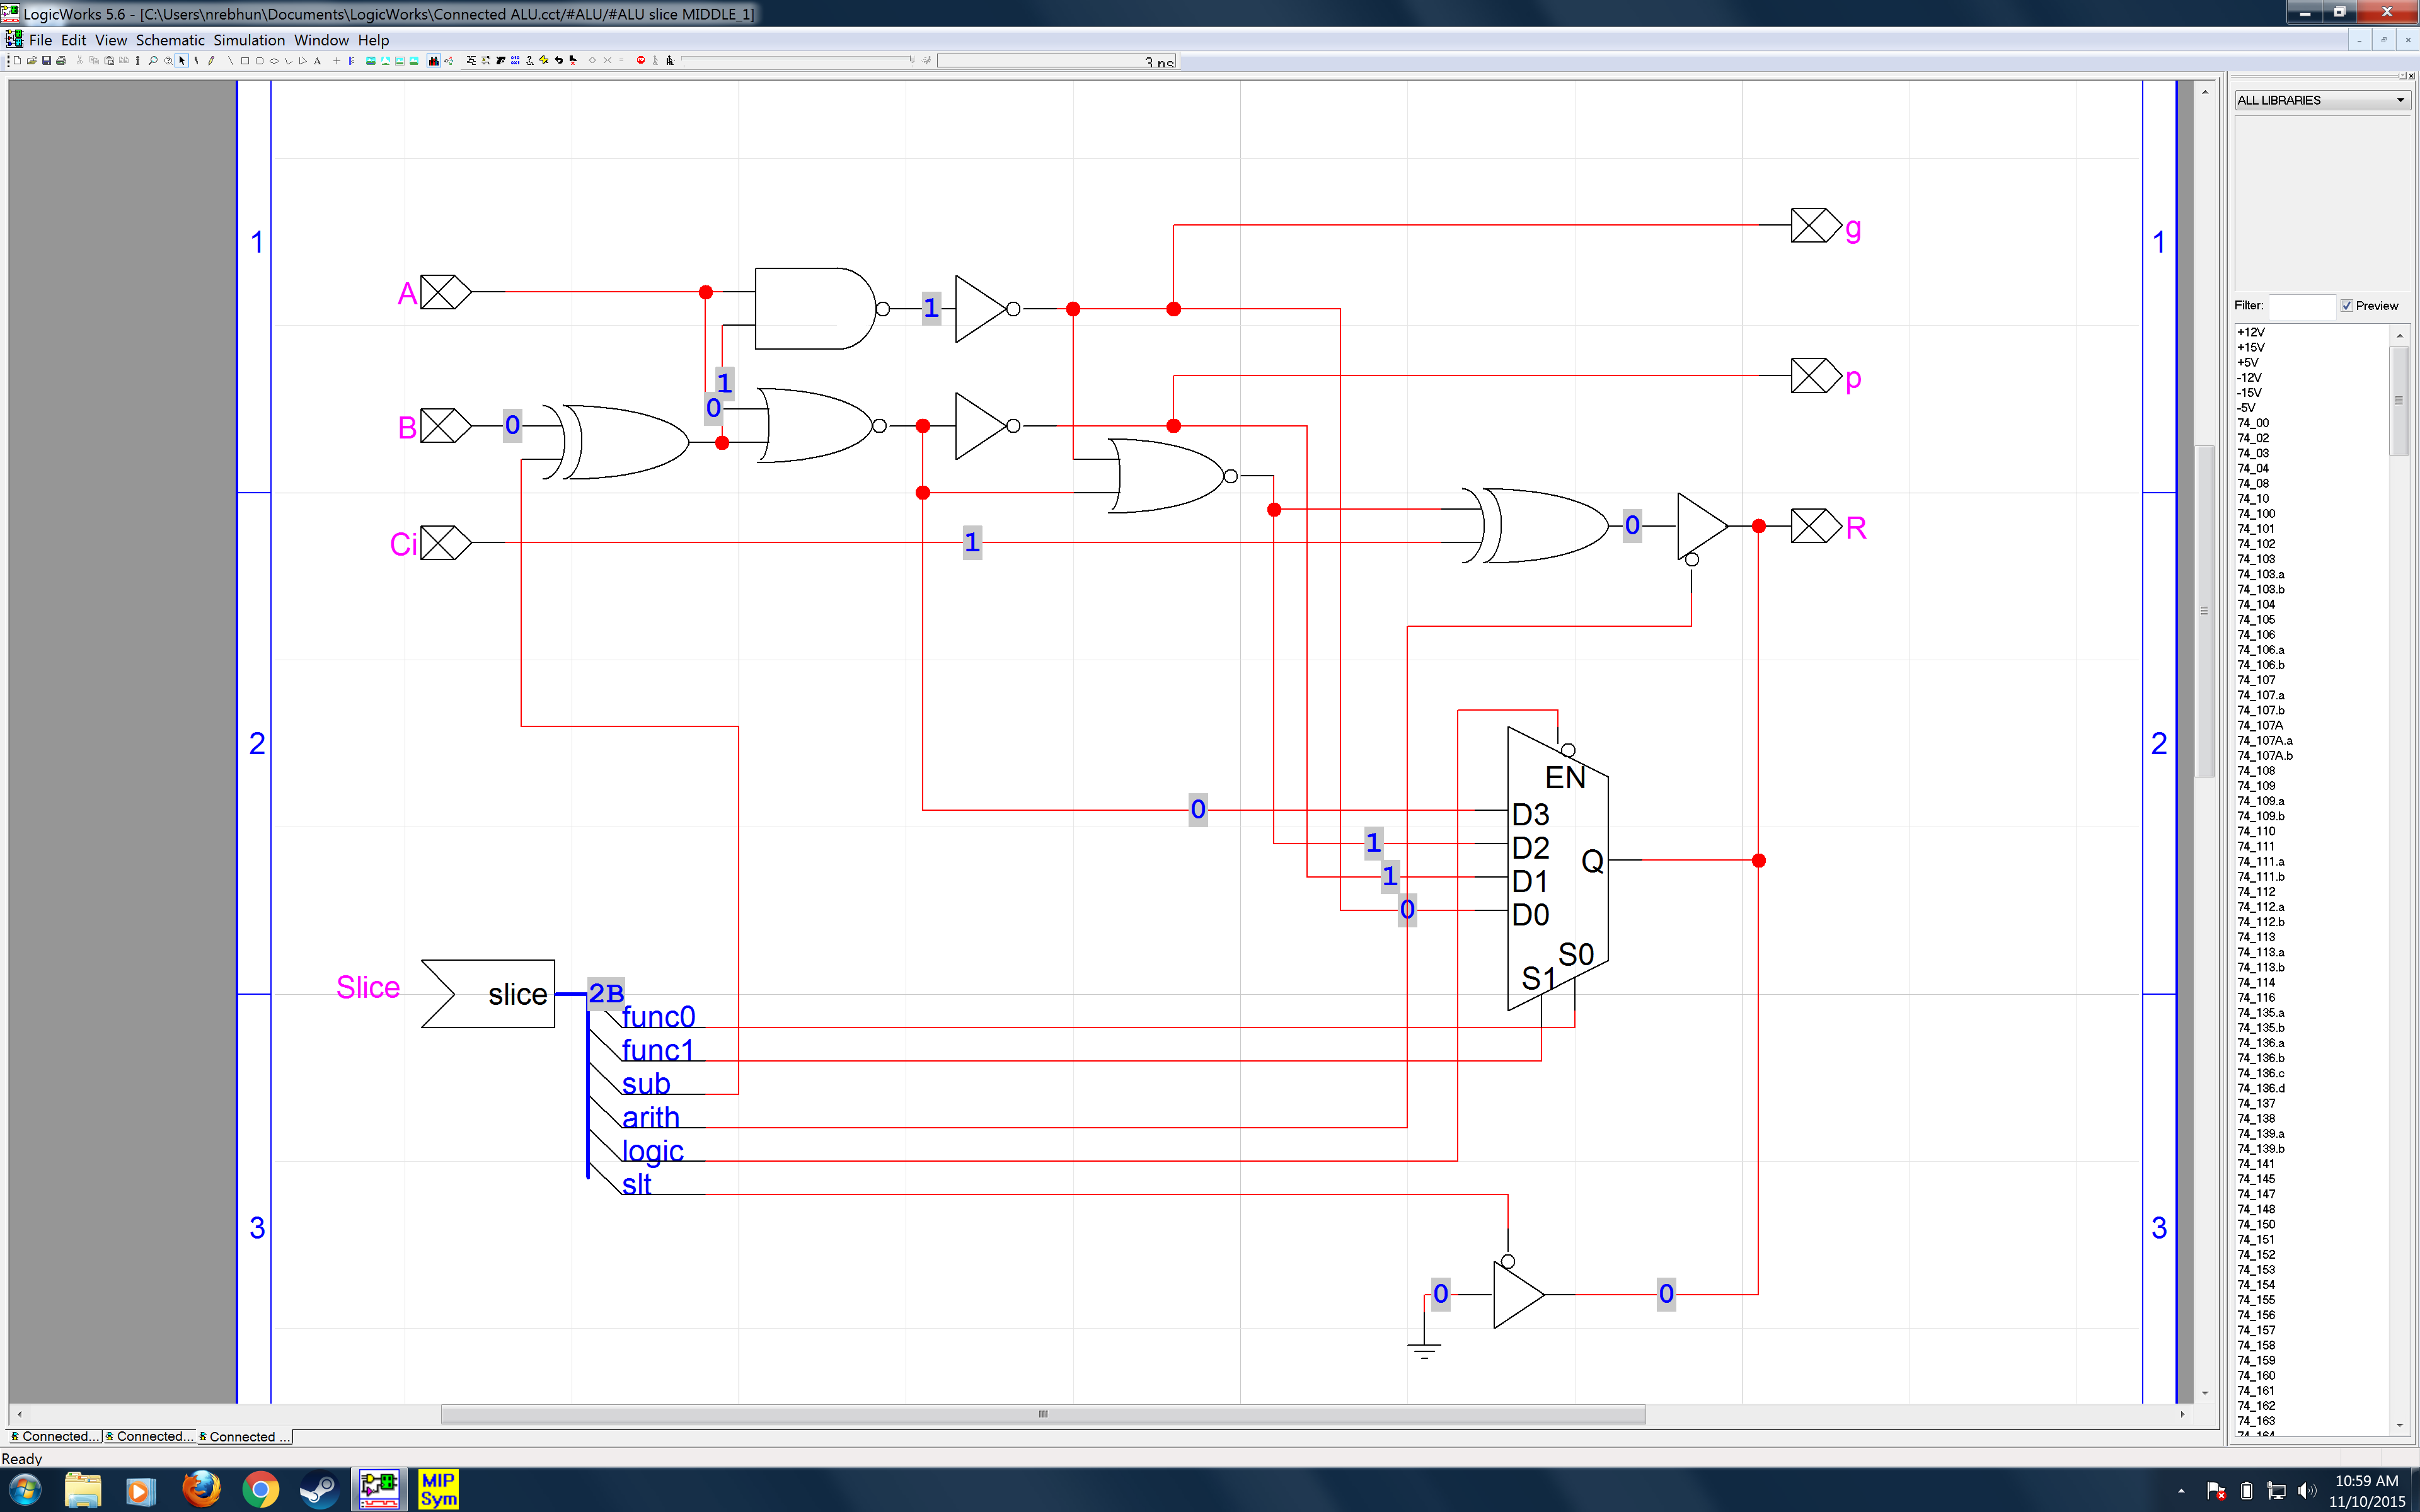 LogicWorks 5.6 - [C:\Users\nrebhun\Documents\LogicWorks\Connected ALU.cct/#ALU/#ALU slice MIDDLE_1]
File Edit View Schematic Simulation Window Help
3 ns
ALL LIBRARIES
Filter:
Preview
+12V
+15V
+5V
-12V
-15V
-5V
74_00
74_02
74_03
74_04
74_08
74_10
74_100
74_101
74_102
74_103
74_103.a
74_103.b
74_104
74_105
74_106
74_106.a
74_106.b
74_107
74_107.a
74_107.b
74_107A
74_107A.a
74_107A.b
74_108
74_109
74_109.a
74_109.b
74_110
74_111
74_111.a
74_111.b
74_112
74_112.a
74_112.b
74_113
74_113.a
74_113.b
74_114
74_116
74_135.a
74_135.b
74_136.a
74_136.b
74_136.c
74_136.d
74_137
74_138
74_139.a
74_139.b
74_141
74_145
74_147
74_148
74_150
74_151
74_152
74_153
74_154
74_155
74_156
74_157
74_158
74_159
74_160
74_161
74_162
74_163
74_164
1
1
g
A
1
1
p
0
B
0
Ci
1
0
R
2
2
EN
0
D3
1
D2
Q
1
D1
0
D0
S0
S1
Slice
slice
2B
func0
func1
sub
arith
logic
slt
3
3
0
0
Connected...
Connected...
Connected ...
Ready
MIP
Sym
10:59 AM
11/10/2015